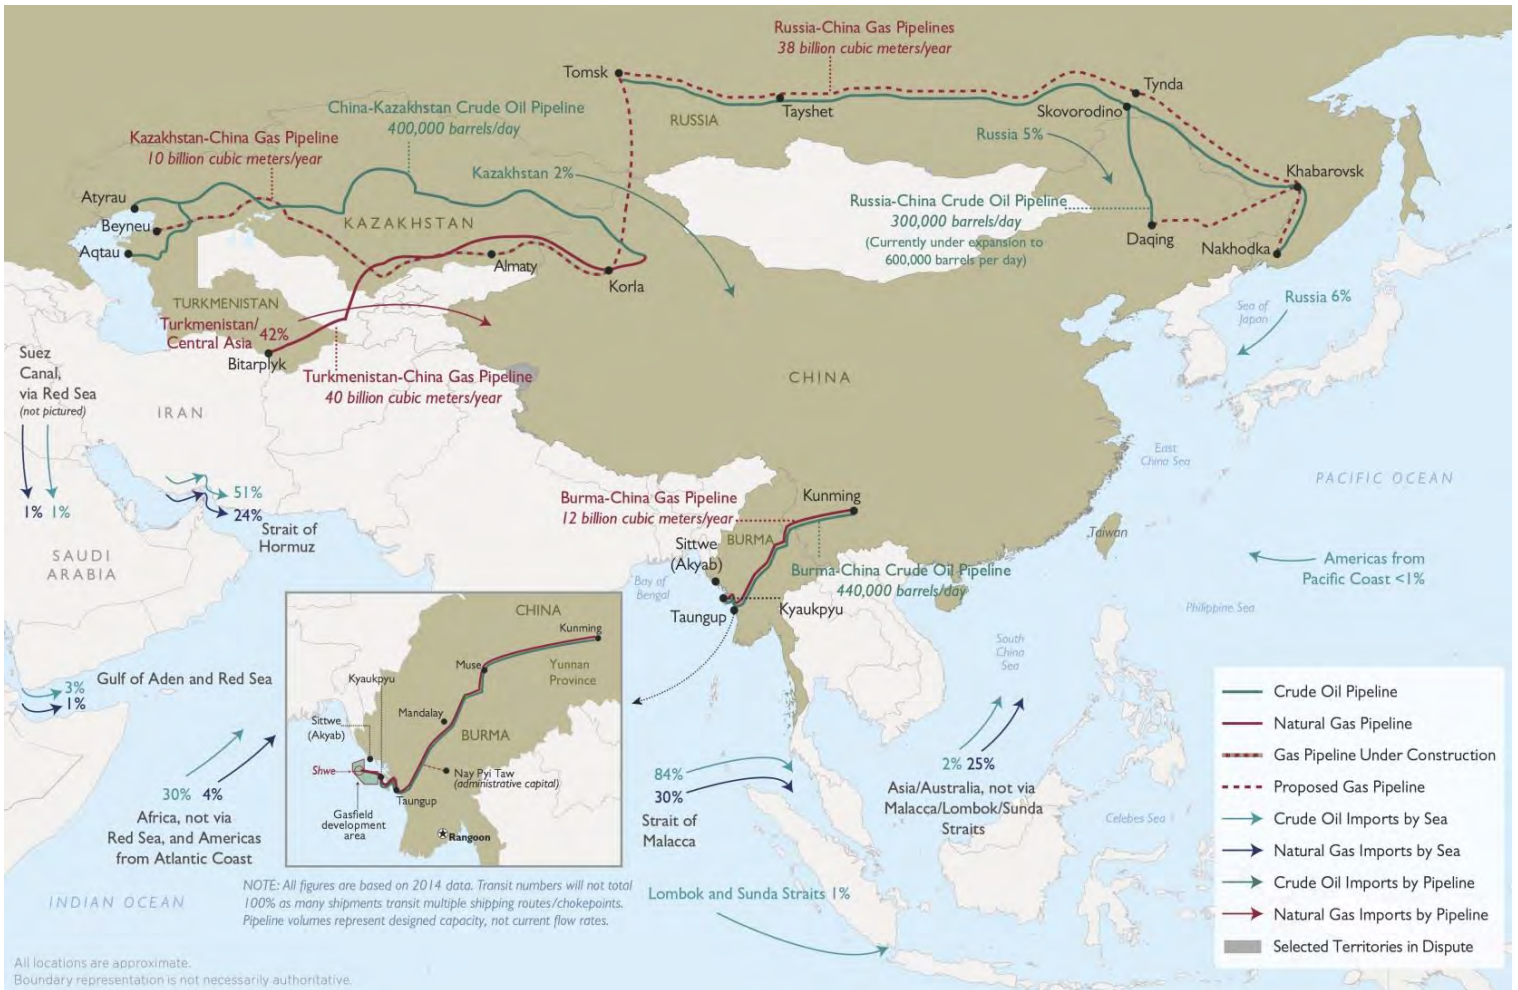 Russia-China Gas Pipelines
38 billion cubic meters/year
Tomsk
Tynda
Tayshet
Skovorodino
RUSSIA
Russia 5%
China-Kazakhstan Crude Oil Pipeline
400,000 barrels/day
Kazakhstan-China Gas Pipeline
10 billion cubic meters/year
Kazakhstan 2%
Khabarovsk
Atyrau
Beyneu
Aqtau
KAZAKHSTAN
Russia-China Crude Oil Pipeline
300,000 barrels/day
(Currently under expansion to
600,000 barrels per day)
Daqing
Nakhodka
Almaty
Korla
TURKMENISTAN
Turkmenistan/
Central Asia
42%
Bitarplyk
Sea of
Japan
Russia 6%
Suez
Canal,
via Red Sea
(not pictured)
Turkmenistan-China Gas Pipeline
40 billion cubic meters/year
CHINA
IRAN
East
China Sea
PACIFIC OCEAN
51%
24%
1%
1%
Strait of
Hormuz
SAUDI
ARABIA
Burma-China Gas Pipeline
12 billion cubic meters/year
Kunming
Sittwe
(Akyab)
BURMA
Taiwan
Bay of
Bengal
Burma-China Crude Oil Pipeline
440,000 barrels/day
Americas from
Pacific Coast <1%
Taungup
Kyaukpyu
Philippine Sea
South
China
Sea
CHINA
Kunming
Muse
Yunnan
Province
Kyaukpyu
Mandalay
Sittwe
(Akyab)
BURMA
Shwe
Nay Pyi Taw
(administrative capital)
Taungup
Gasfield
development
area
Rangoon
3%
1%
Gulf of Aden and Red Sea
30%
4%
Africa, not via
Red Sea, and Americas
from Atlantic Coast
84%
30%
Strait of
Malacca
2%
25%
Asia/Australia, not via
Malacca/Lombok/Sunda
Straits
Celebes Sea
Lombok and Sunda Straits 1%
INDIAN OCEAN
NOTE: All figures are based on 2014 data. Transit numbers will not total
100% as many shipments transit multiple shipping routes/chokepoints.
Pipeline volumes represent designed capacity, not current flow rates.
Crude Oil Pipeline
Natural Gas Pipeline
Gas Pipeline Under Construction
Proposed Gas Pipeline
Crude Oil Imports by Sea
Natural Gas Imports by Sea
Crude Oil Imports by Pipeline
Natural Gas Imports by Pipeline
Selected Territories in Dispute
All locations are approximate.
Boundary representation is not necessarily authoritative.